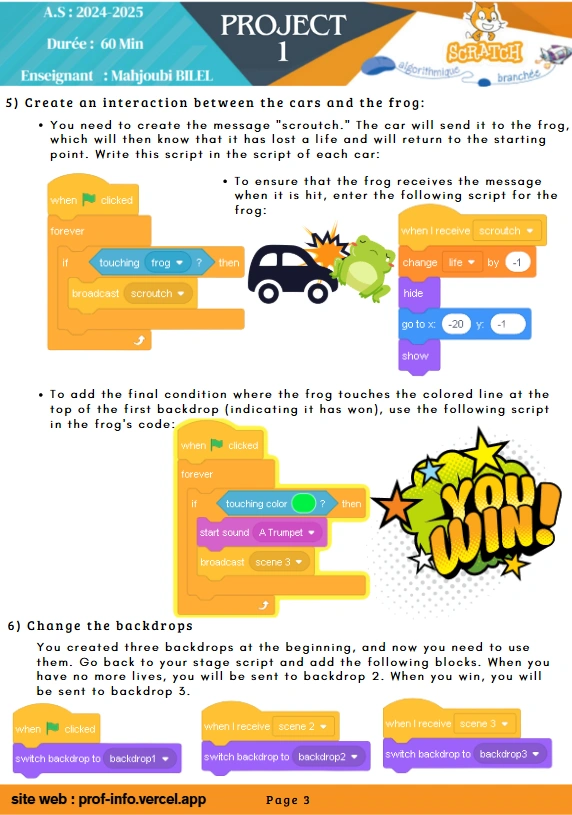 A.S : 2024-2025
Durée : 60 Min
Enseignant : Mahjoubi BILEL
PROJECT
1
SCRATCH
algorithmique
branchée
5) Create an interaction between the cars and the frog:
• You need to create the message "scroutch." The car will send it to the frog,
which will then know that it has lost a life and will return to the starting
point. Write this script in the script of each car:
• To ensure that the frog receives the message
when it is hit, enter the following script for the
frog:
when clicked
forever
if touching frog ? then
broadcast scroutch
when I receive scroutch
change life by -1
hide
go to x: -20 y: -1
show
• To add the final condition where the frog touches the colored line at the
top of the first backdrop (indicating it has won), use the following script
in the frog's code:
when clicked
forever
if touching color ? then
start sound A Trumpet
broadcast scene 3
YOU
WIN!
6) Change the backdrops
You created three backdrops at the beginning, and now you need to use
them. Go back to your stage script and add the following blocks. When you
have no more lives, you will be sent to backdrop 2. When you win, you will
be sent to backdrop 3.
when clicked
switch backdrop to backdrop1
when I receive scene 2
switch backdrop to backdrop2
when I receive scene 3
switch backdrop to backdrop3
site web : prof-info.vercel.app
Page 3